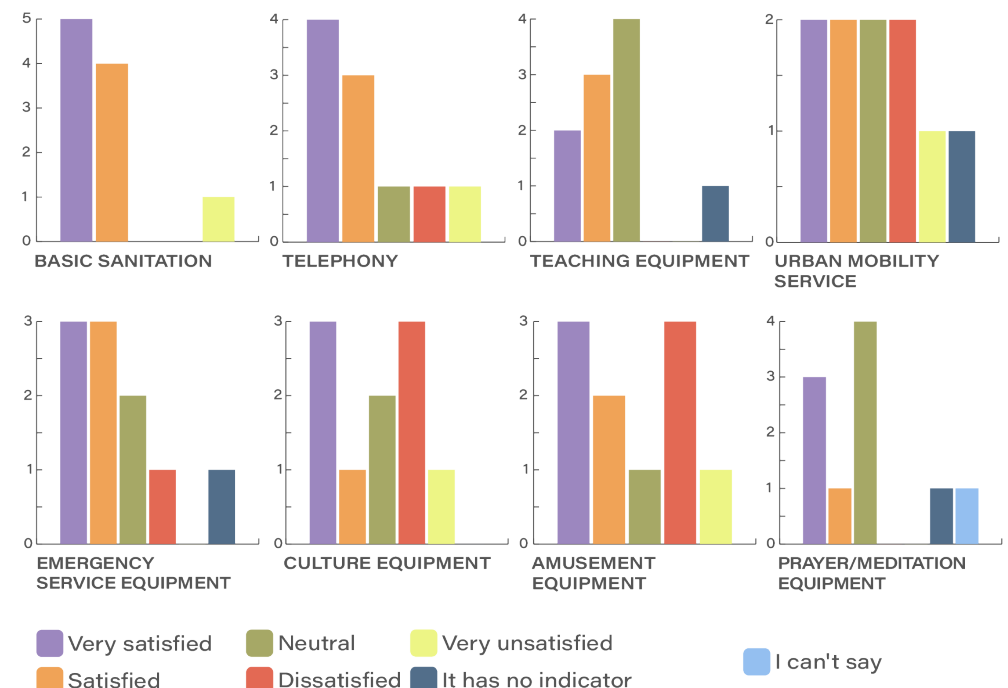 5
4
3
2
1
0
BASIC SANITATION
4
3
2
1
0
TELEPHONY
4
3
2
1
0
TEACHING EQUIPMENT
2
1
0
URBAN MOBILITY
SERVICE
3
2
1
0
EMERGENCY
SERVICE EQUIPMENT
3
2
1
0
CULTURE EQUIPMENT
3
2
1
0
AMUSEMENT
EQUIPMENT
4
3
2
1
0
PRAYER/MEDITATION
EQUIPMENT
Very satisfied
Neutral
Very unsatisfied
I can't say
Satisfied
Dissatisfied
It has no indicator